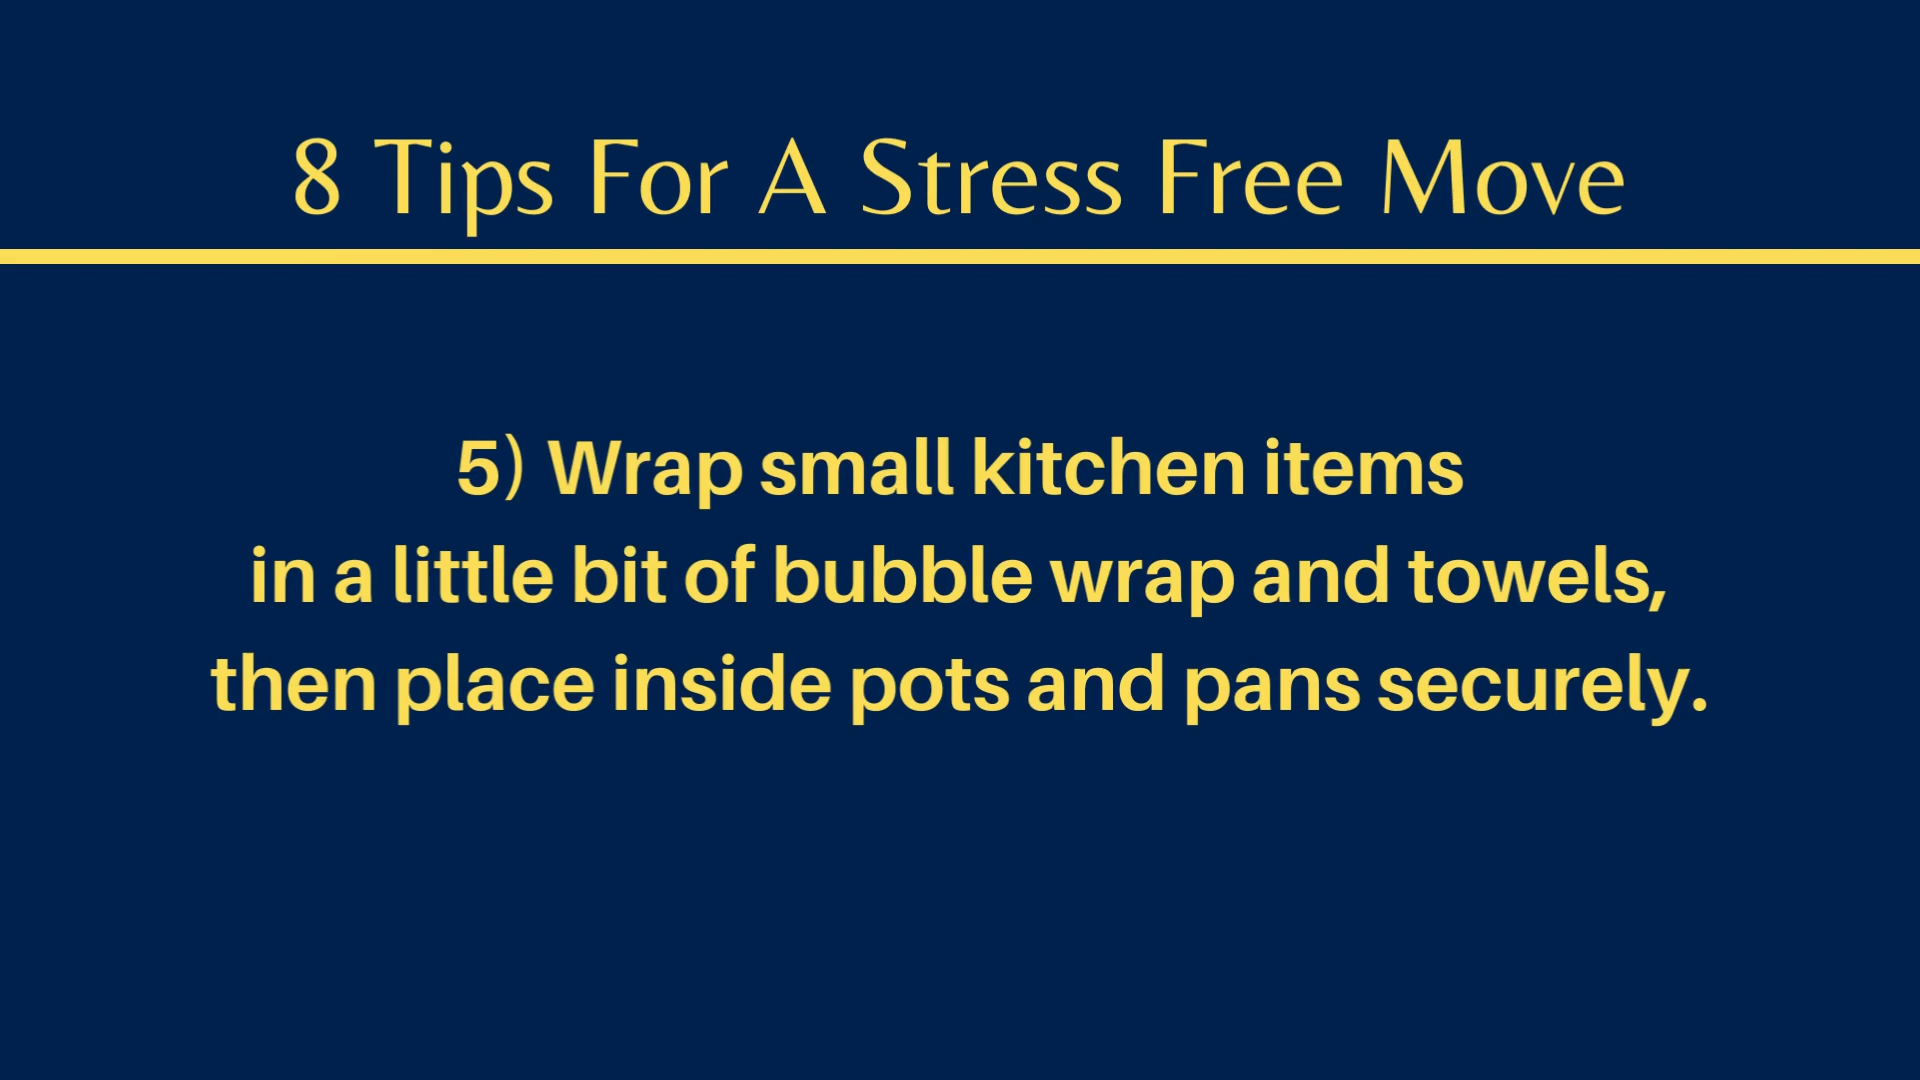 8 Tips For A Stress Free Move
5) Wrap small kitchen items
in a little bit of bubble wrap and towels,
then place inside pots and pans securely.